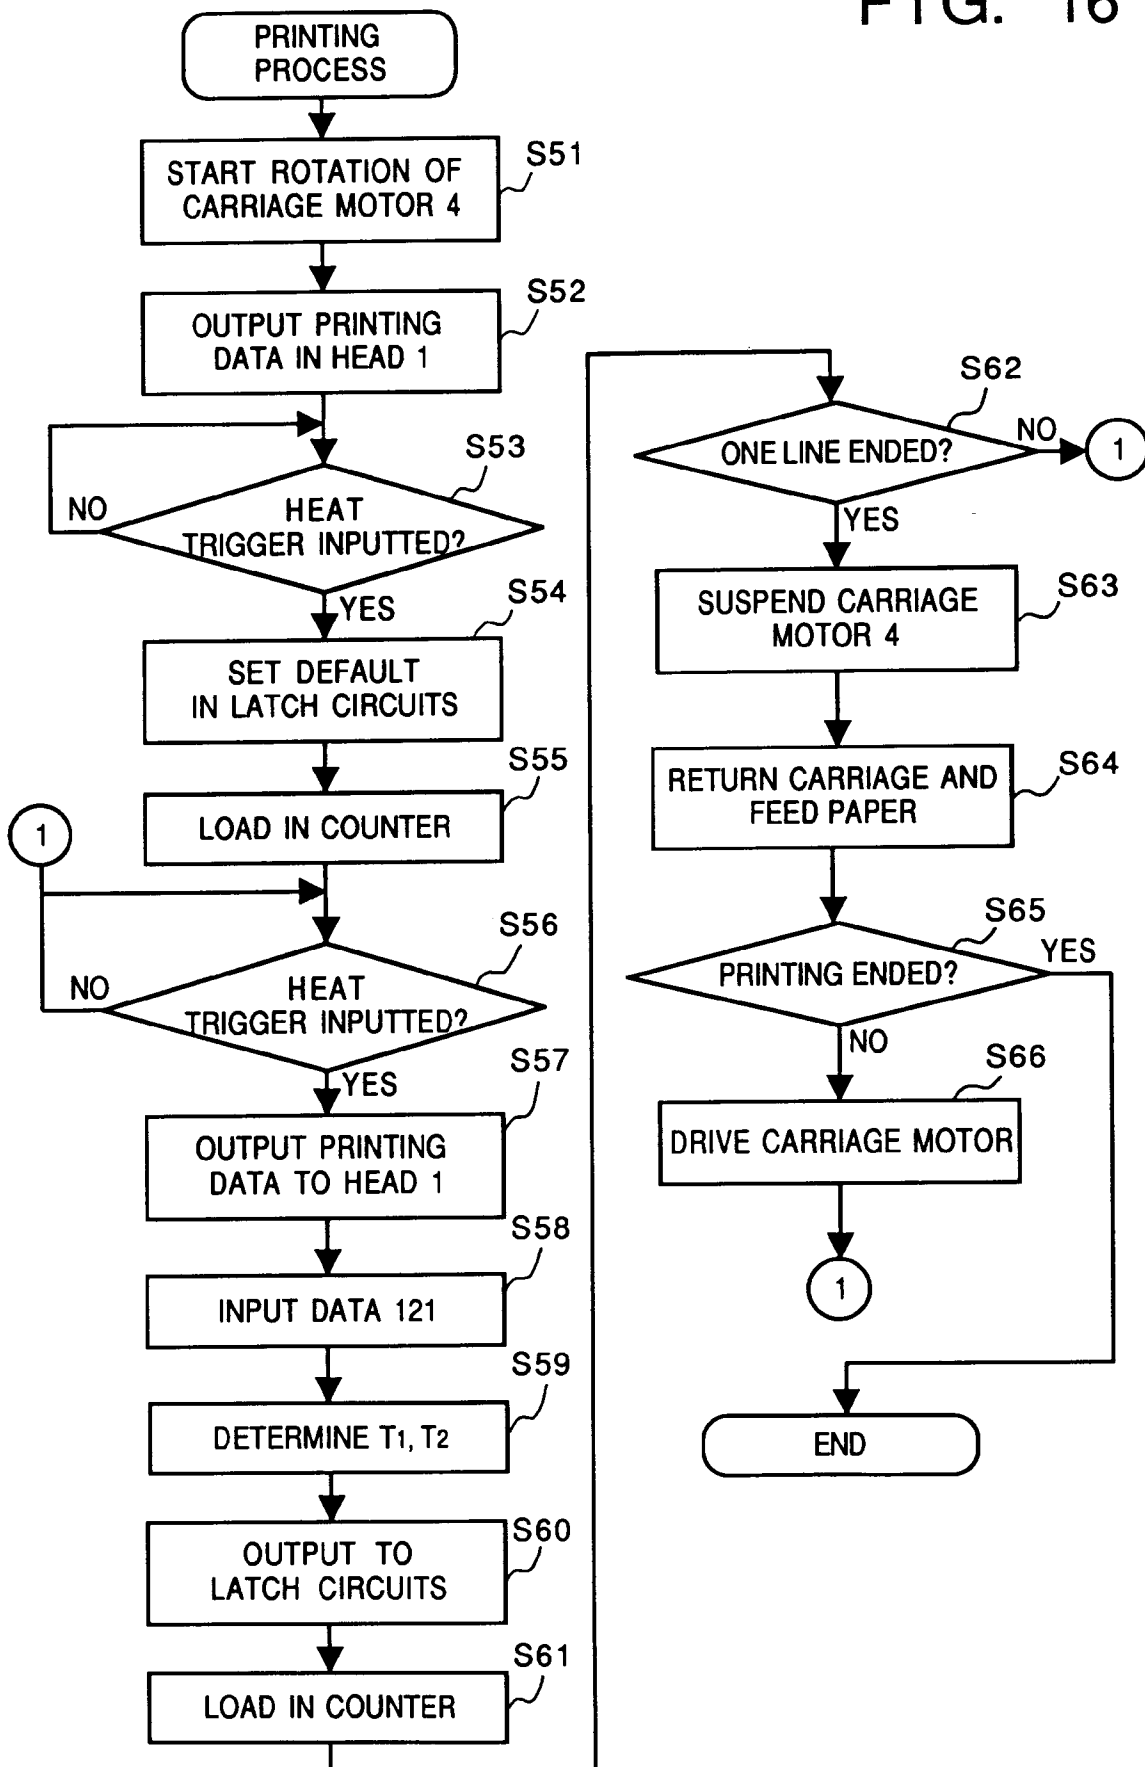 FIG. 16
PRINTING
PROCESS
S51
START ROTATION OF
CARRIAGE MOTOR 4
S52
OUTPUT PRINTING
DATA IN HEAD 1
S53
HEAT
TRIGGER INPUTTED?
NO
YES
S54
SET DEFAULT
IN LATCH CIRCUITS
S55
LOAD IN COUNTER
1
S56
HEAT
TRIGGER INPUTTED?
NO
YES
S57
OUTPUT PRINTING
DATA TO HEAD 1
S58
INPUT DATA 121
S59
DETERMINE T1, T2
S60
OUTPUT TO
LATCH CIRCUITS
S61
LOAD IN COUNTER
S62
ONE LINE ENDED?
NO
1
YES
S63
SUSPEND CARRIAGE
MOTOR 4
S64
RETURN CARRIAGE AND
FEED PAPER
S65
PRINTING ENDED?
YES
NO
S66
DRIVE CARRIAGE MOTOR
1
END